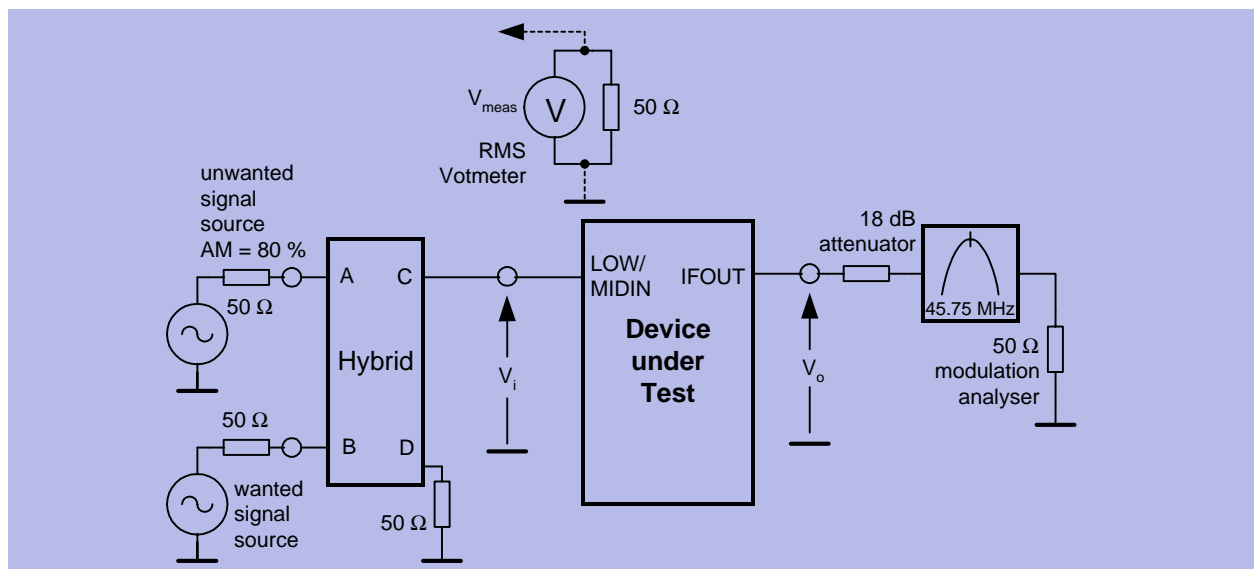 V
meas
V
50 Ω
RMS
Votmeter
unwanted
signal
source
AM = 80 %
50 Ω
A
C
Hybrid
B
D
50 Ω
wanted
signal
source
50 Ω
V
i
LOW/
MIDIN
IFOUT
Device
under
Test
V
o
18 dB
attenuator
45.75 MHz
50 Ω
modulation
analyser